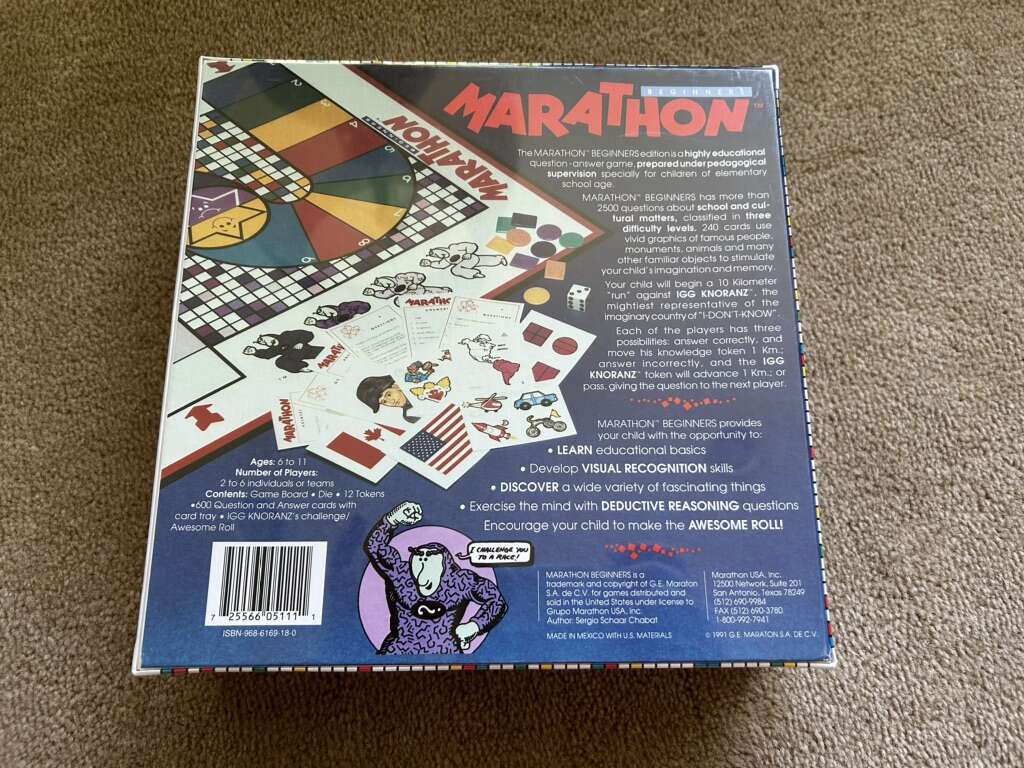 BEGINNERS
MARATHON™
The MARATHON™ BEGINNERS edition is a highly educational
question-answer game, prepared under pedagogical
supervision specially for children of elementary
school age.
MARATHON™ BEGINNERS has more than
2500 questions about school and cul-
tural matters, classified in three
difficulty levels. 240 cards use
vivid graphics of famous people,
monuments, animals and many
other familiar objects to stimulate
your child's imagination and memory.
Your child will begin a 10 Kilometer
"run" against IGG KNORANZ™, the
mightiest representative of the
imaginary country of "I-DON'T-KNOW".
Each of the players has three
possibilities: answer correctly, and
move his knowledge token 1 Km.;
answer incorrectly, and the IGG
KNORANZ™ token will advance 1 Km.; or
pass, giving the question to the next player.
MARATHON™ BEGINNERS provides
your child with the opportunity to:
• LEARN educational basics
• Develop VISUAL RECOGNITION skills
• DISCOVER a wide variety of fascinating things
• Exercise the mind with DEDUCTIVE REASONING questions
Encourage your child to make the AWESOME ROLL!
MARATHON
BEGINNERS
2
3
4
5
6
7
8
MARATHON
MARATHON
Ages: 6 to 11
Number of Players:
2 to 6 individuals or teams
Contents: Game Board • Die • 12 Tokens
•600 Question and Answer cards with
card tray • IGG KNORANZ's challenge/
Awesome Roll
7 25566 05111 1
ISBN-968-6169-18-0
I CHALLENGE YOU
TO A RACE!
MARATHON BEGINNERS is a
trademark and copyright of G.E. Maraton
S.A. de C.V. for games distributed and
sold in the United States under license to
Grupo Marathon USA, Inc.
Author: Sergio Schaar Chabat
MADE IN MEXICO WITH U.S. MATERIALS
Marathon USA, Inc.
12500 Network, Suite 201
San Antonio, Texas 78249
(512) 690-9984
FAX (512) 690-3780
1-800-992-7941
© 1991 G.E. MARATON S.A. DE C.V.